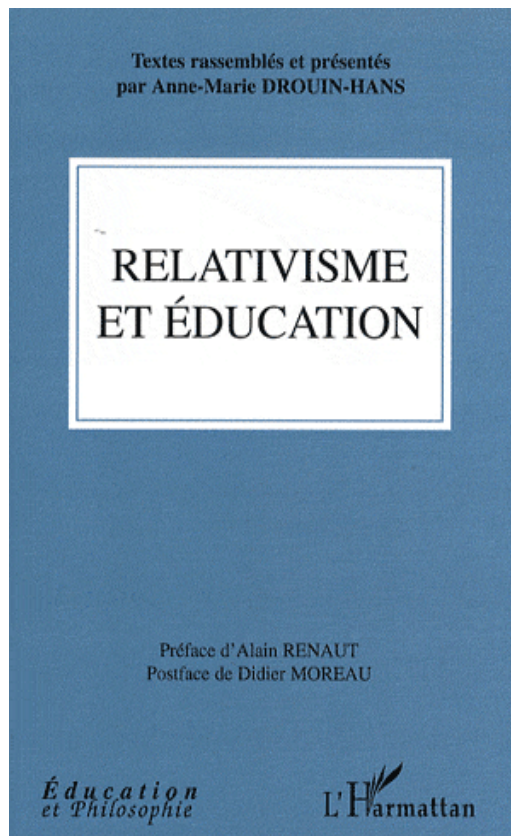 Textes rassemblés et présentés
par Anne-Marie DROUIN-HANS
RELATIVISME
ET ÉDUCATION
Préface d'Alain RENAUT
Postface de Didier MOREAU
Éducation
et Philosophie
L'Harmattan